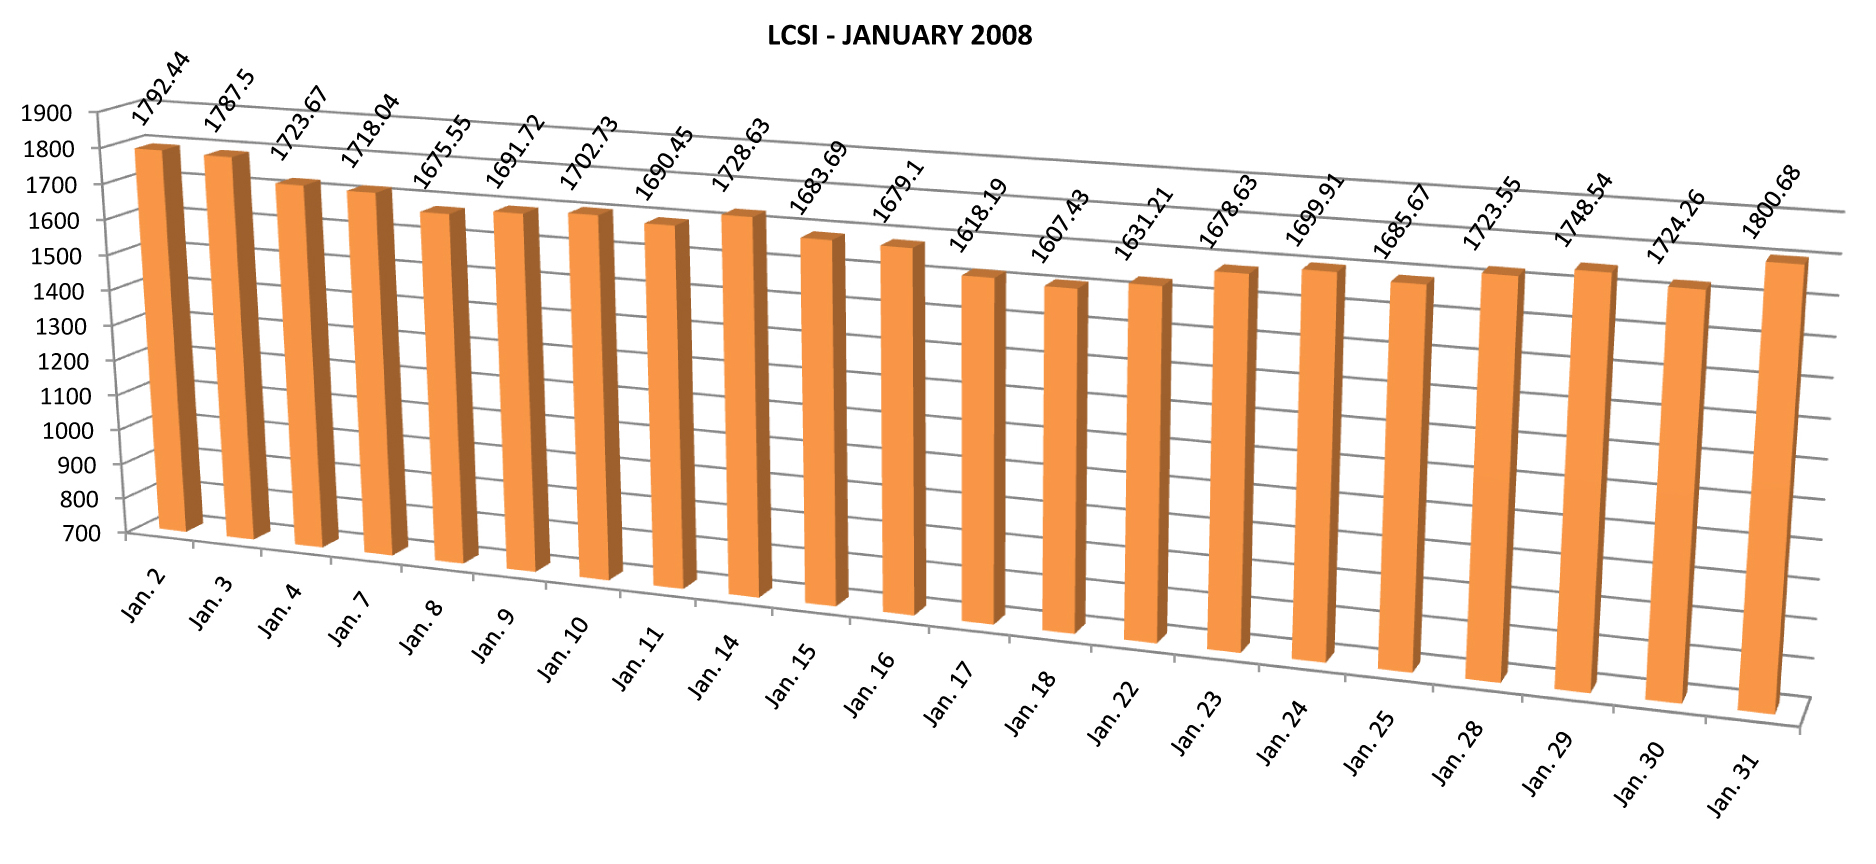 LCSI - JANUARY 2008
1900
1800
1700
1600
1500
1400
1300
1200
1100
1000
900
800
700
1792.44
1787.5
1723.67
1718.04
1675.55
1691.72
1702.73
1690.45
1728.63
1683.69
1679.1
1618.19
1607.43
1631.21
1678.63
1699.91
1685.67
1723.55
1748.54
1724.26
1800.68
Jan. 2
Jan. 3
Jan. 4
Jan. 7
Jan. 8
Jan. 9
Jan. 10
Jan. 11
Jan. 14
Jan. 15
Jan. 16
Jan. 17
Jan. 18
Jan. 22
Jan. 23
Jan. 24
Jan. 25
Jan. 28
Jan. 29
Jan. 30
Jan. 31